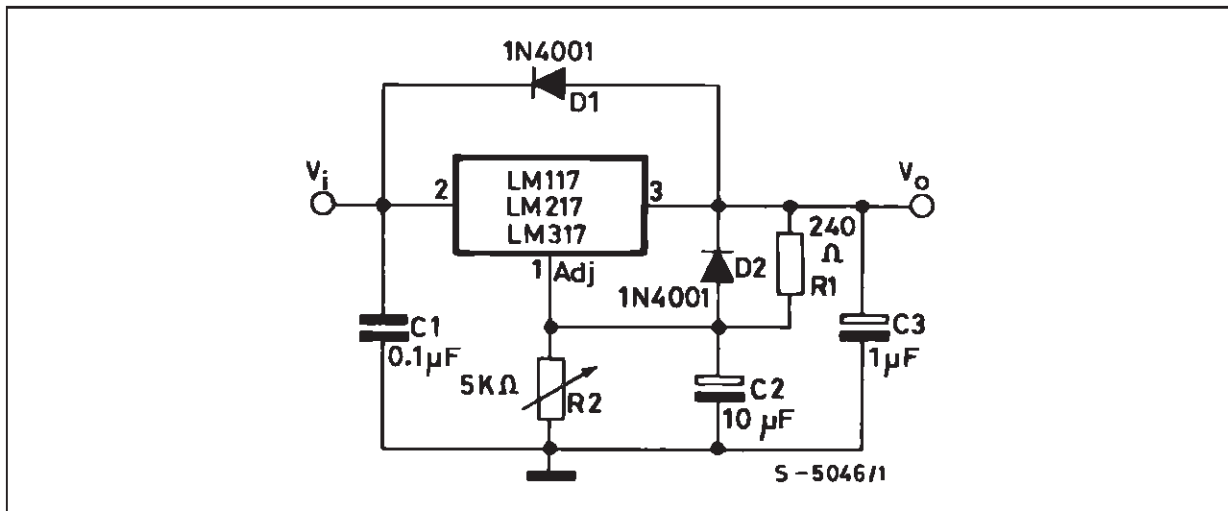 1N4001
D1
Vi
2
LM117
LM217
LM317
3
Vo
1 Adj
D2
1N4001
240
Ω
R1
C1
0.1µF
C3
1µF
5KΩ
R2
C2
10 µF
S-5046/1